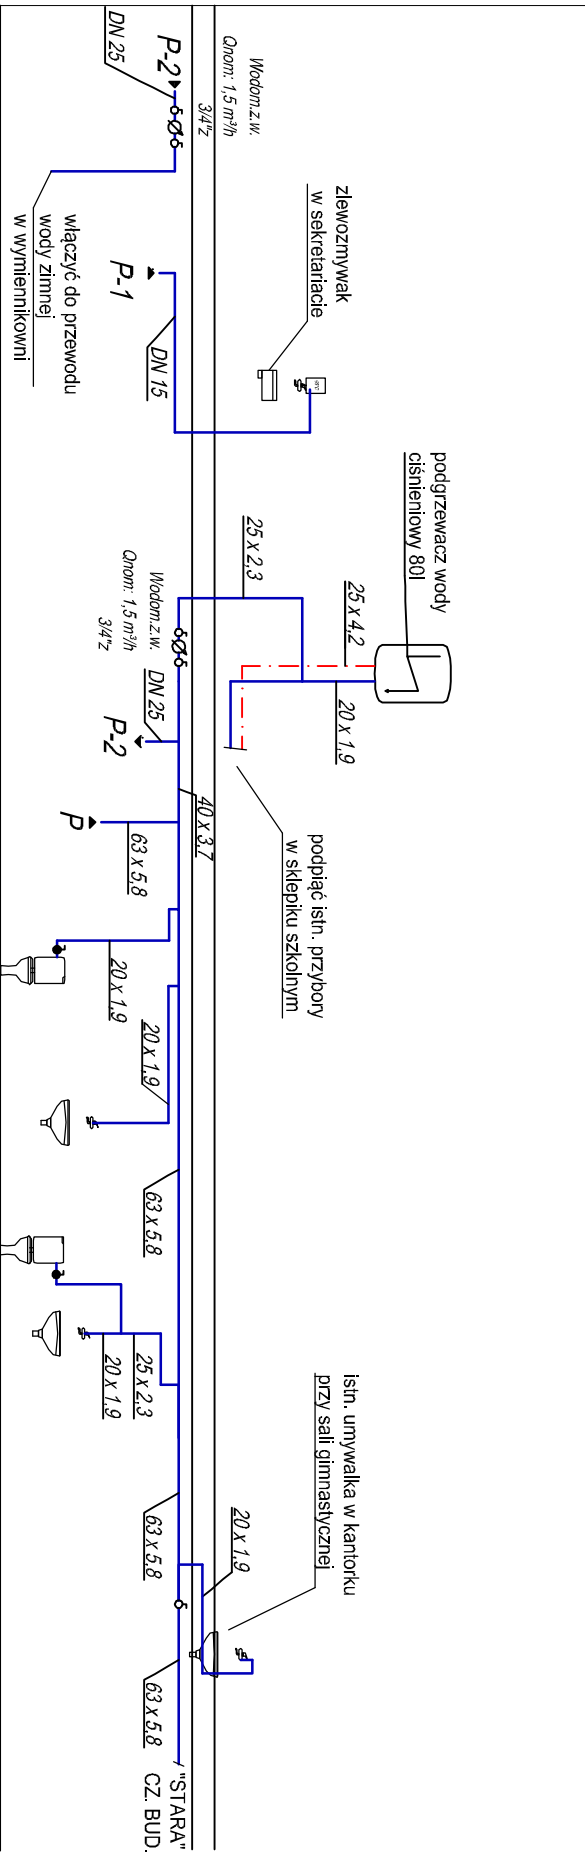 DN 25
P-2
Wodom.z.w.
Qnom: 1,5 m³/h
3/4"z
włączyć do przewodu
wody zimnej
w wymiennikowni
P-1
DN 15
zlewozmywak
w sekretariacie
podgrzewacz wody
ciśnieniowy 80l
25 x 2,3
25 x 4,2
20 x 1,9
Wodom.z.w.
Qnom: 1,5 m³/h
3/4"z
DN 25
P-2
40 x 3,7
P
63 x 5,8
podpiąć istn. przybory
w sklepiku szkolnym
20 x 1,9
20 x 1,9
63 x 5,8
25 x 2,3
20 x 1,9
istn. umywalka w kantorku
przy sali gimnastycznej
63 x 5,8
20 x 1,9
63 x 5,8
"STARA"
CZ. BUD.